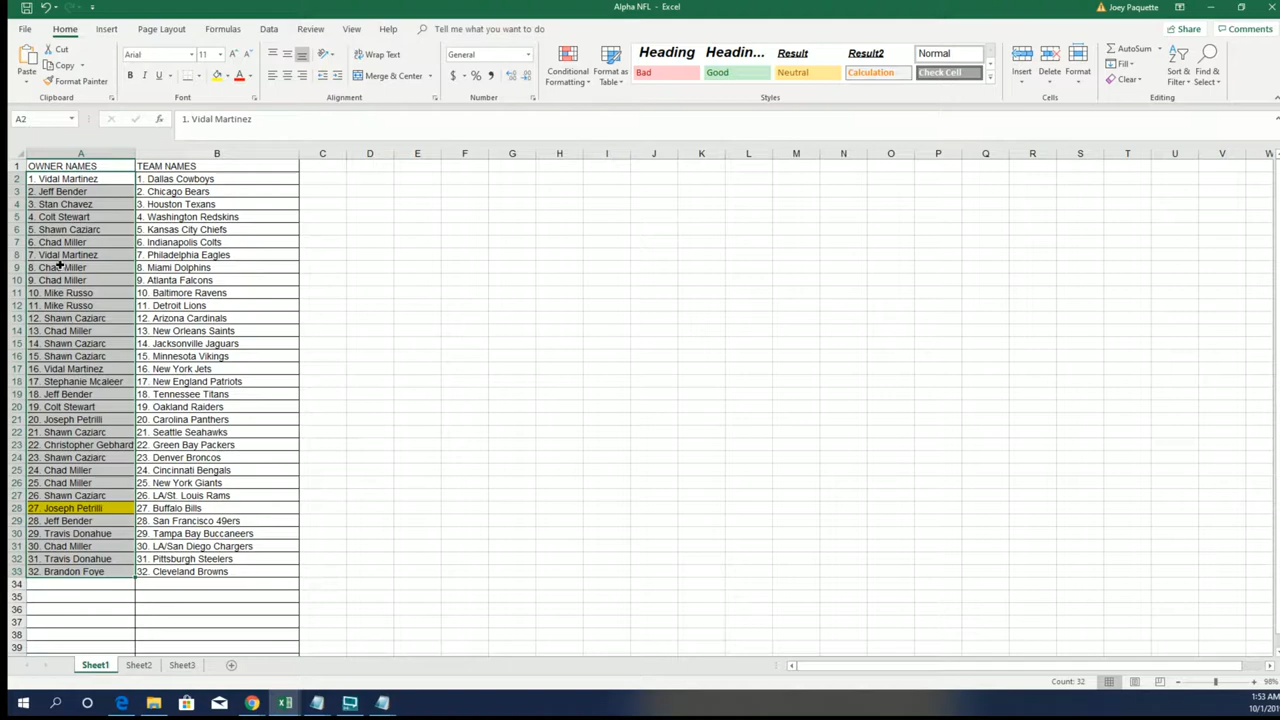 Alpha NFL - Excel
Joey Paquette
File Home Insert Page Layout Formulas Data Review View Help Tell me what you want to do
Share Comments
Paste Cut Copy Format Painter
Arial 11
Wrap Text
Merge & Center
General
Conditional Formatting
Format as Table
Heading Headin... Result Result2 Normal
Bad Good Neutral Calculation Check Cell
Insert Delete Format
AutoSum Fill Clear
Sort & Filter
Find & Select
Clipboard Font Alignment Number Styles Cells Editing
A2 fx 1. Vidal Martinez
A B C D E F G H I J K L M N O P Q R S T U V W
1 OWNER NAMES TEAM NAMES
2 1. Vidal Martinez 1. Dallas Cowboys
3 2. Jeff Bender 2. Chicago Bears
4 3. Stan Chavez 3. Houston Texans
5 4. Colt Stewart 4. Washington Redskins
6 5. Shawn Caziarc 5. Kansas City Chiefs
7 6. Chad Miller 6. Indianapolis Colts
8 7. Vidal Martinez 7. Philadelphia Eagles
9 8. Chad Miller 8. Miami Dolphins
10 9. Chad Miller 9. Atlanta Falcons
11 10. Mike Russo 10. Baltimore Ravens
12 11. Mike Russo 11. Detroit Lions
13 12. Shawn Caziarc 12. Arizona Cardinals
14 13. Chad Miller 13. New Orleans Saints
15 14. Shawn Caziarc 14. Jacksonville Jaguars
16 15. Shawn Caziarc 15. Minnesota Vikings
17 16. Vidal Martinez 16. New York Jets
18 17. Stephanie Mcaleer 17. New England Patriots
19 18. Jeff Bender 18. Tennessee Titans
20 19. Colt Stewart 19. Oakland Raiders
21 20. Joseph Petrilli 20. Carolina Panthers
22 21. Shawn Caziarc 21. Seattle Seahawks
23 22. Christopher Gebhard 22. Green Bay Packers
24 23. Shawn Caziarc 23. Denver Broncos
25 24. Chad Miller 24. Cincinnati Bengals
26 25. Chad Miller 25. New York Giants
27 26. Shawn Caziarc 26. LA/St. Louis Rams
28 27. Joseph Petrilli 27. Buffalo Bills
29 28. Jeff Bender 28. San Francisco 49ers
30 29. Travis Donahue 29. Tampa Bay Buccaneers
31 30. Chad Miller 30. LA/San Diego Chargers
32 31. Travis Donahue 31. Pittsburgh Steelers
33 32. Brandon Foye 32. Cleveland Browns
34
35
36
37
38
39
Sheet1 Sheet2 Sheet3
Count: 32 98%
1:53 AM
10/1/20